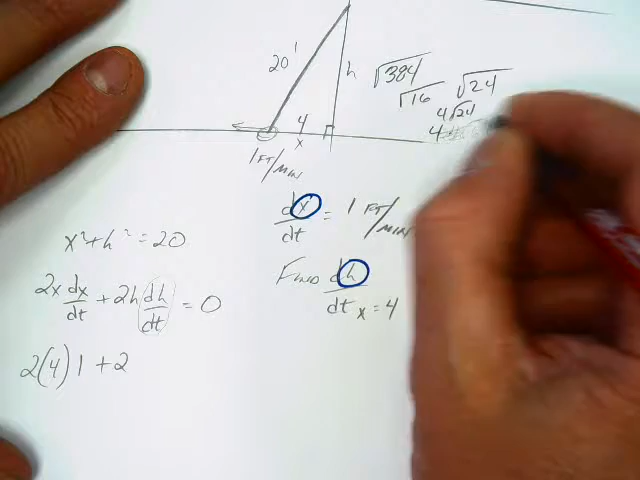 20'
h
4
x
1 FT/MIN
√384
√16 √24
4√24
4
dx/dt = 1 FT/MIN
x² + h² = 20
FIND dh/dt x = 4
2x dx/dt + 2h dh/dt = 0
2(4)1 + 2